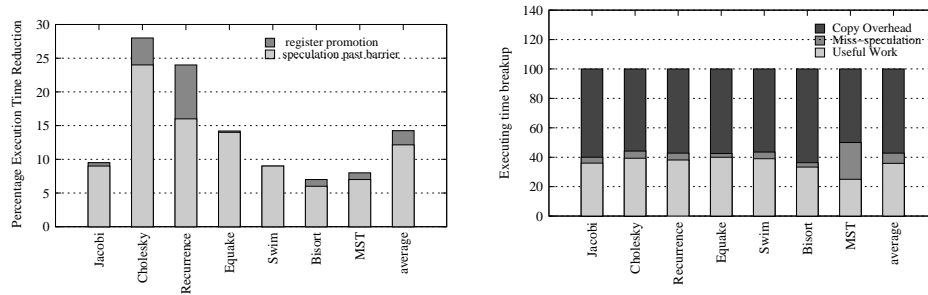 Percentage Execution Time Reduction
30
25
20
15
10
5
0
register promotion
speculation past barrier
Jacobi
Cholesky
Recurrence
Equake
Swim
Bisort
MST
average
Executing time breakup
140
120
100
80
60
40
20
0
Copy Overhead
Miss-speculation
Useful Work
Jacobi
Cholesky
Recurrence
Equake
Swim
Bisort
MST
average